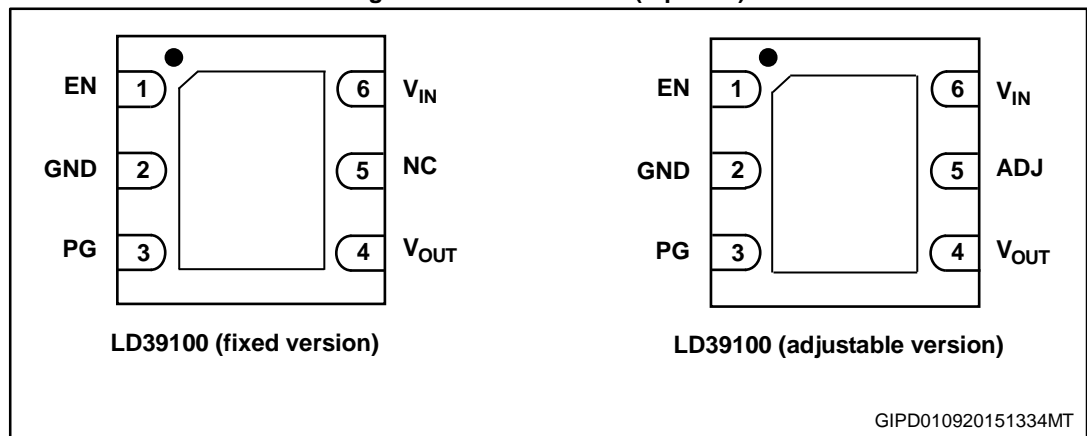 EN 1 6 VIN
GND 2 5 NC
PG 3 4 VOUT
LD39100 (fixed version)
EN 1 6 VIN
GND 2 5 ADJ
PG 3 4 VOUT
LD39100 (adjustable version)
GIPD010920151334MT